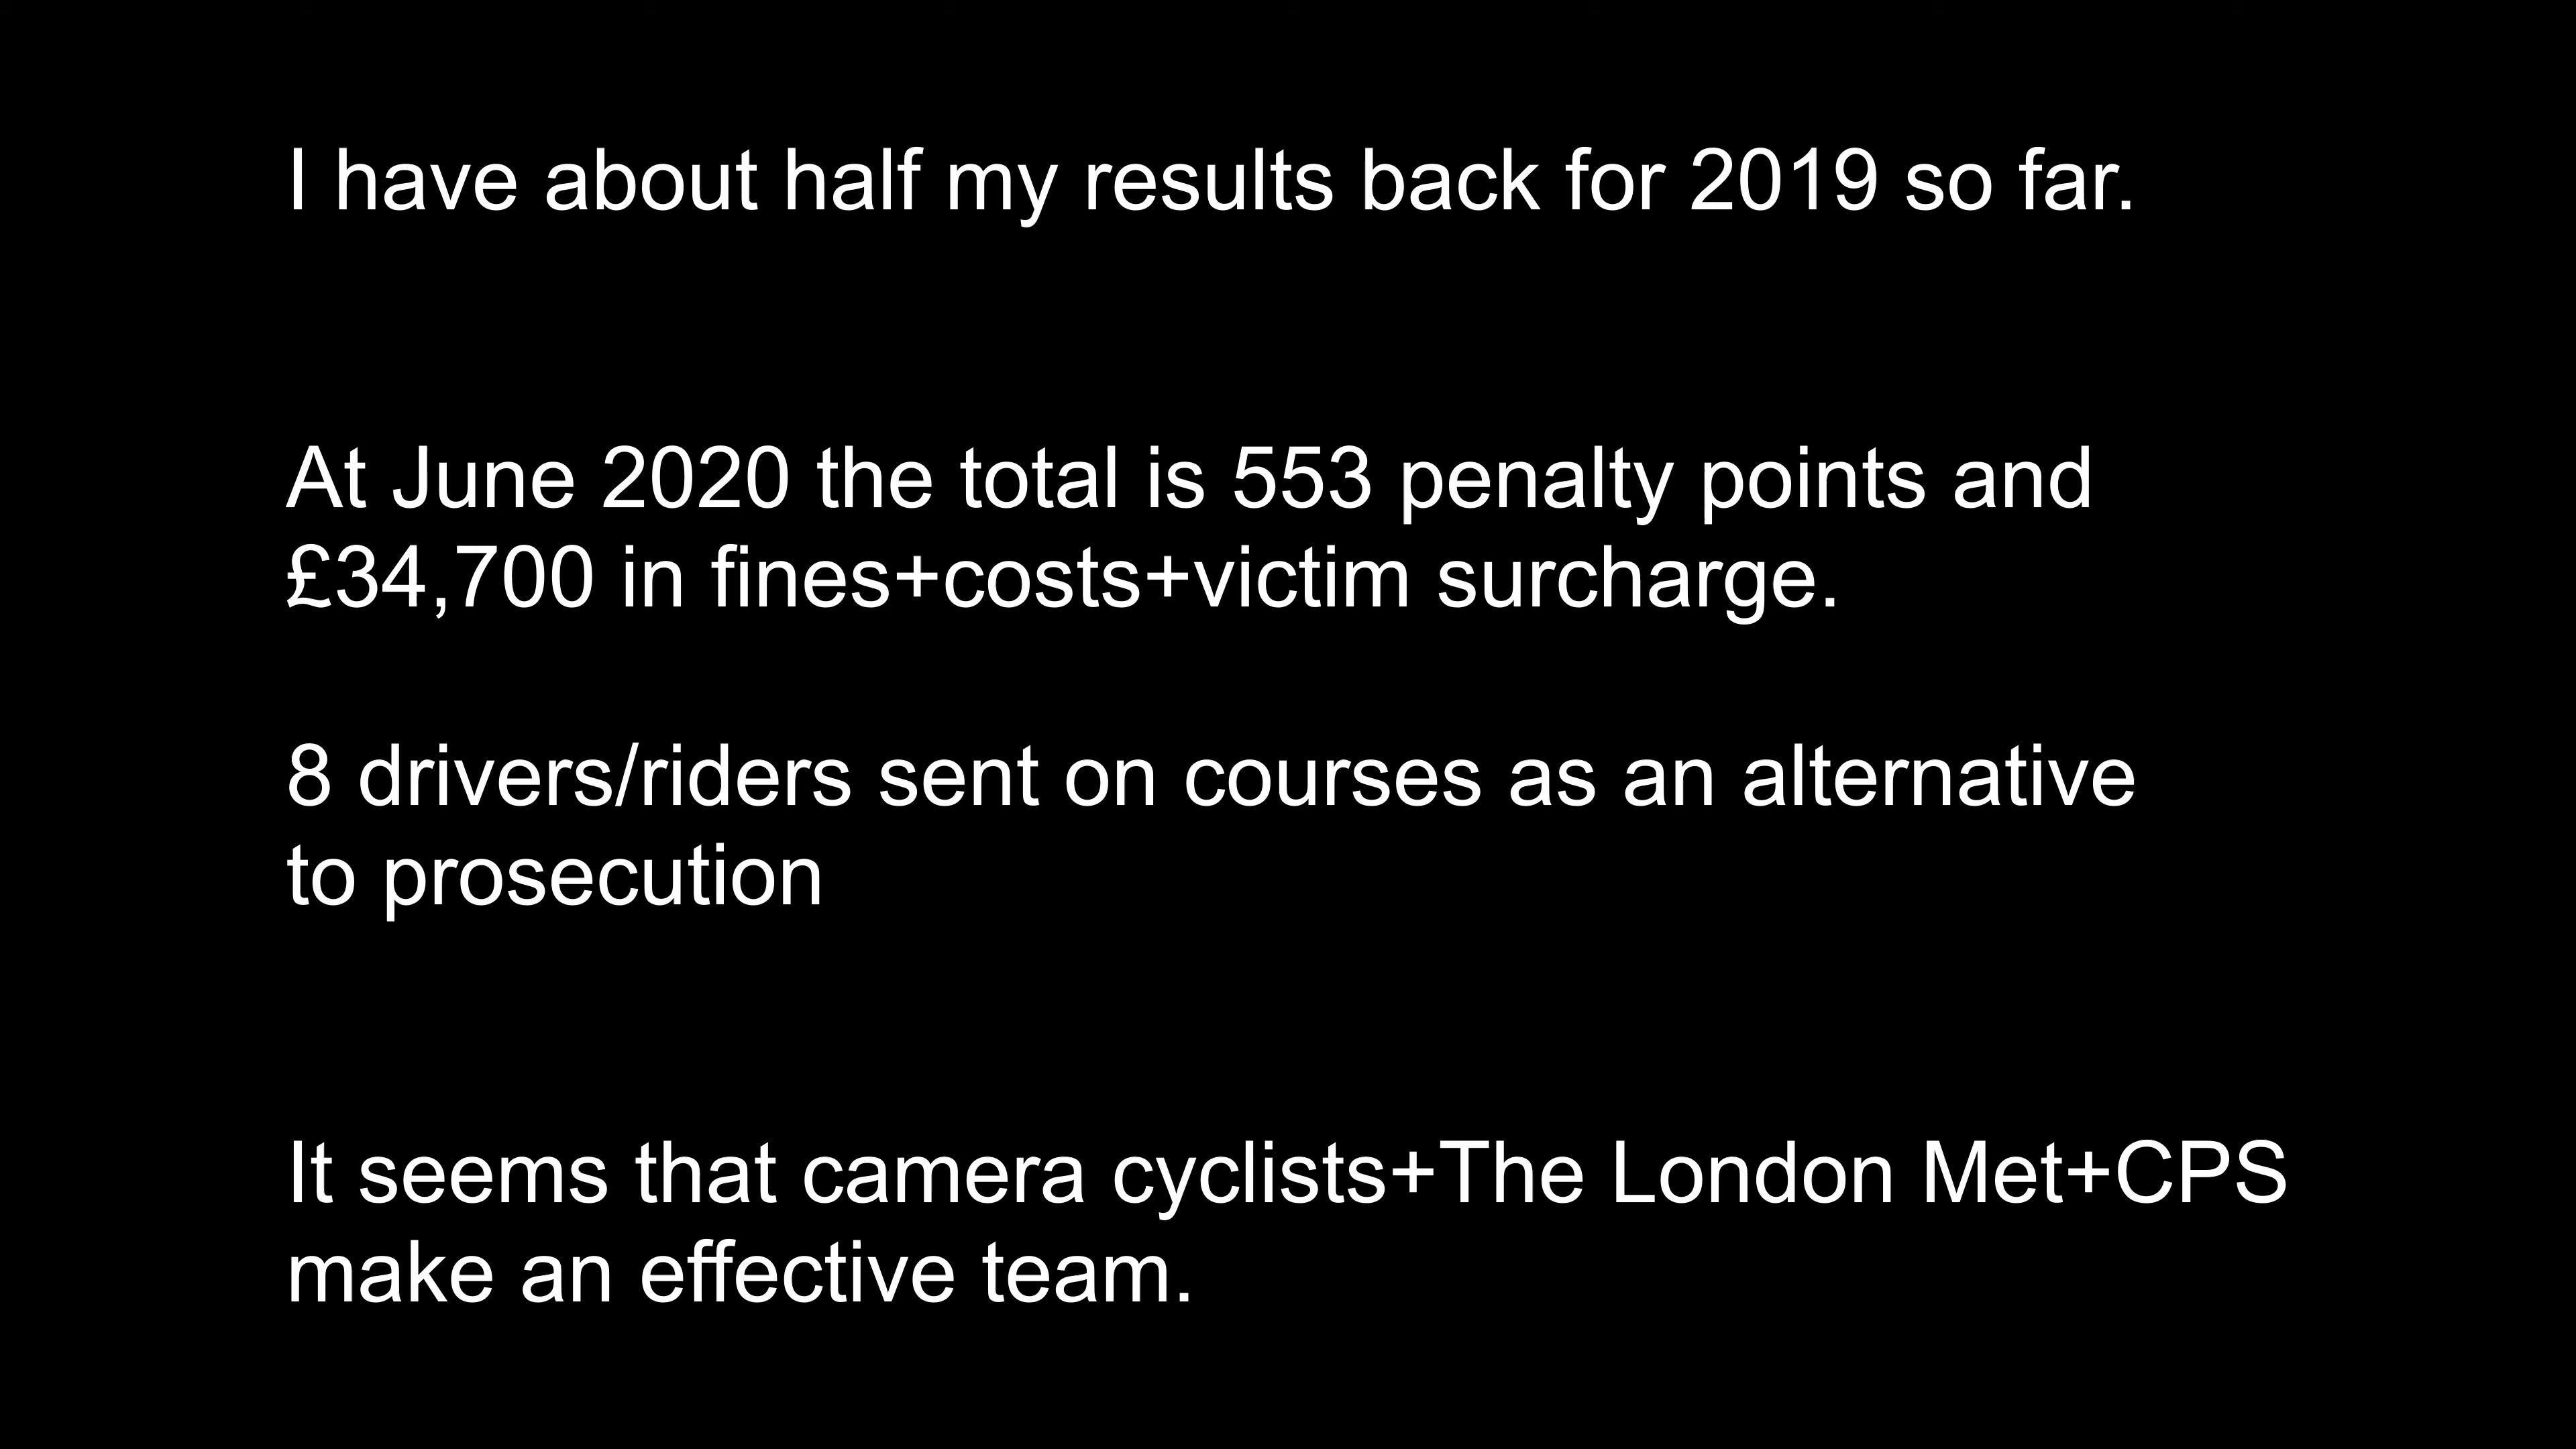 I have about half my results back for 2019 so far.
At June 2020 the total is 553 penalty points and
£34,700 in fines+costs+victim surcharge.
8 drivers/riders sent on courses as an alternative
to prosecution
It seems that camera cyclists+The London Met+CPS
make an effective team.